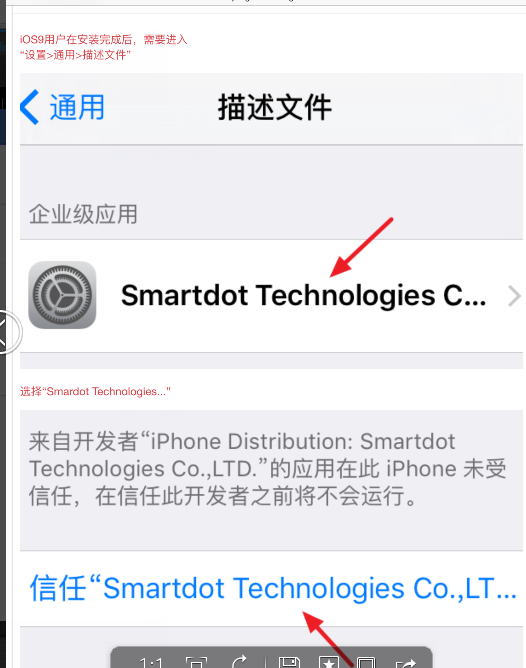 iOS9用户在安装完成后，需要进入
“设置>通用>描述文件”
通用
描述文件
企业级应用
Smartdot Technologies C...
选择“Smardot Technologies...”
来自开发者“iPhone Distribution: Smartdot
Technologies Co.,LTD.”的应用在此 iPhone 未受
信任，在信任此开发者之前将不会运行。
信任“Smartdot Technologies Co.,LT...
1:1